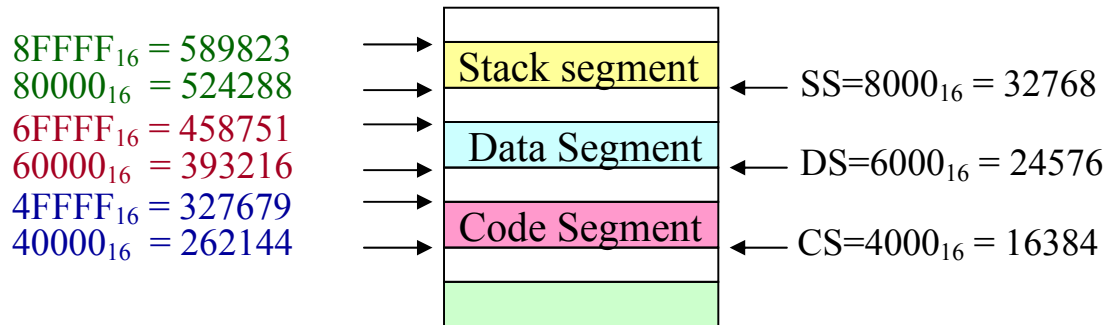 8FFFF₁₆ = 589823
80000₁₆ = 524288
6FFFF₁₆ = 458751
60000₁₆ = 393216
4FFFF₁₆ = 327679
40000₁₆ = 262144
Stack segment
Data Segment
Code Segment
SS=8000₁₆ = 32768
DS=6000₁₆ = 24576
CS=4000₁₆ = 16384